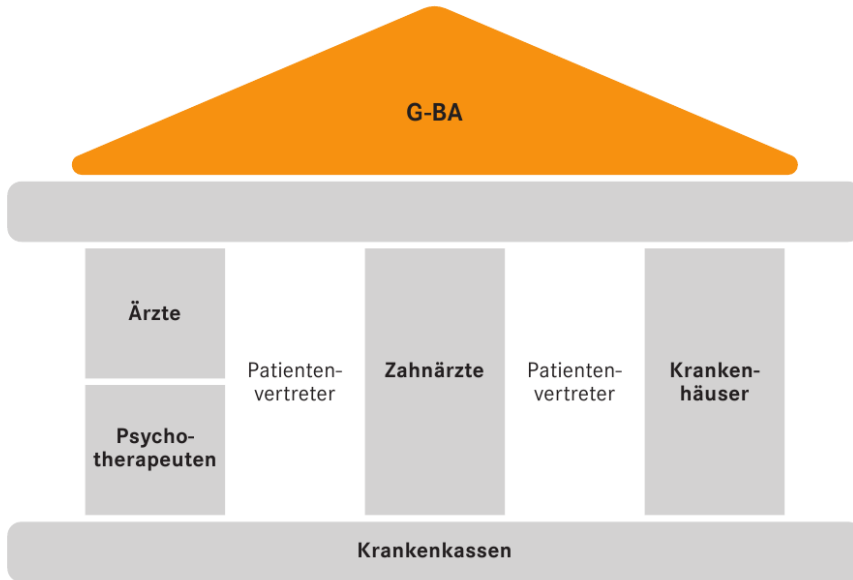 G-BA
Ärzte
Psycho-
therapeuten
Patienten-
vertreter
Zahnärzte
Patienten-
vertreter
Kranken-
häuser
Krankenkassen